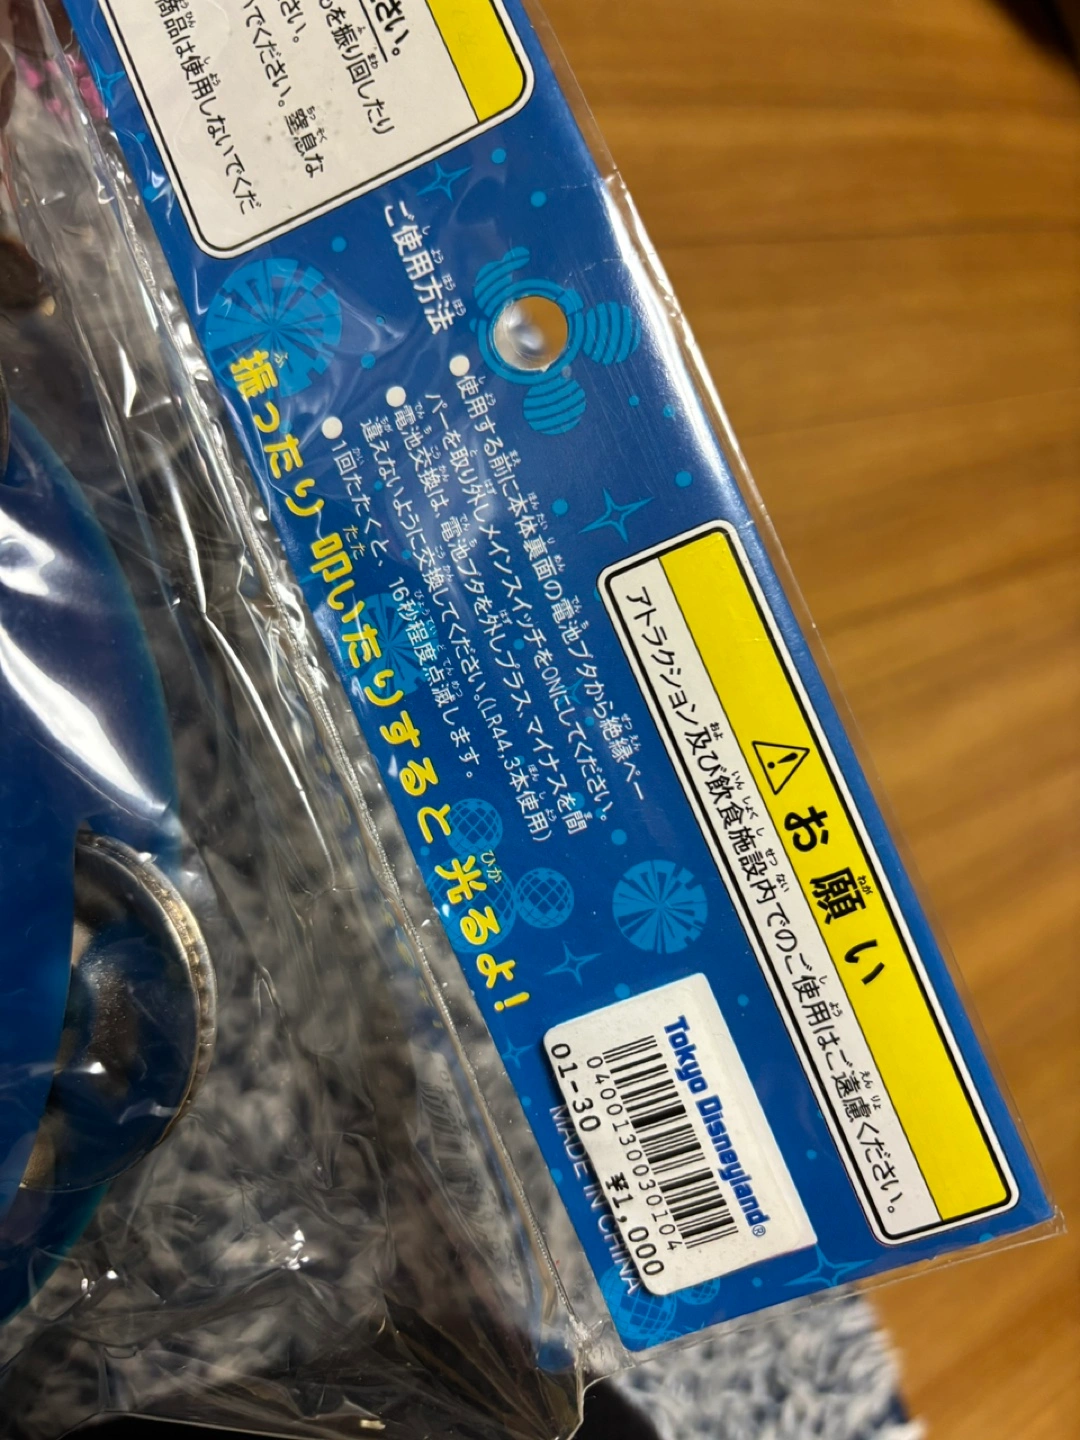 ださい。
を振り回したり
さい。
いでください。窒息な
商品は使用しないでくだ
ご使用方法
●使用する前に本体裏面の電池ブタから絶縁ペー
パーを取り外しメインスイッチをONにしてください。
●電池交換は、電池ブタを外しプラス、マイナスを間
違えないように交換してください。(LR44,3本使用)
●1回たたくと、16秒程度点滅します。
振ったり叩いたりすると光るよ!
⚠お願い
アトラクション及び飲食施設内でのご使用はご遠慮ください。
Tokyo Disneyland®
0400130030104
01-30 ¥1,000
MADE IN CHINA